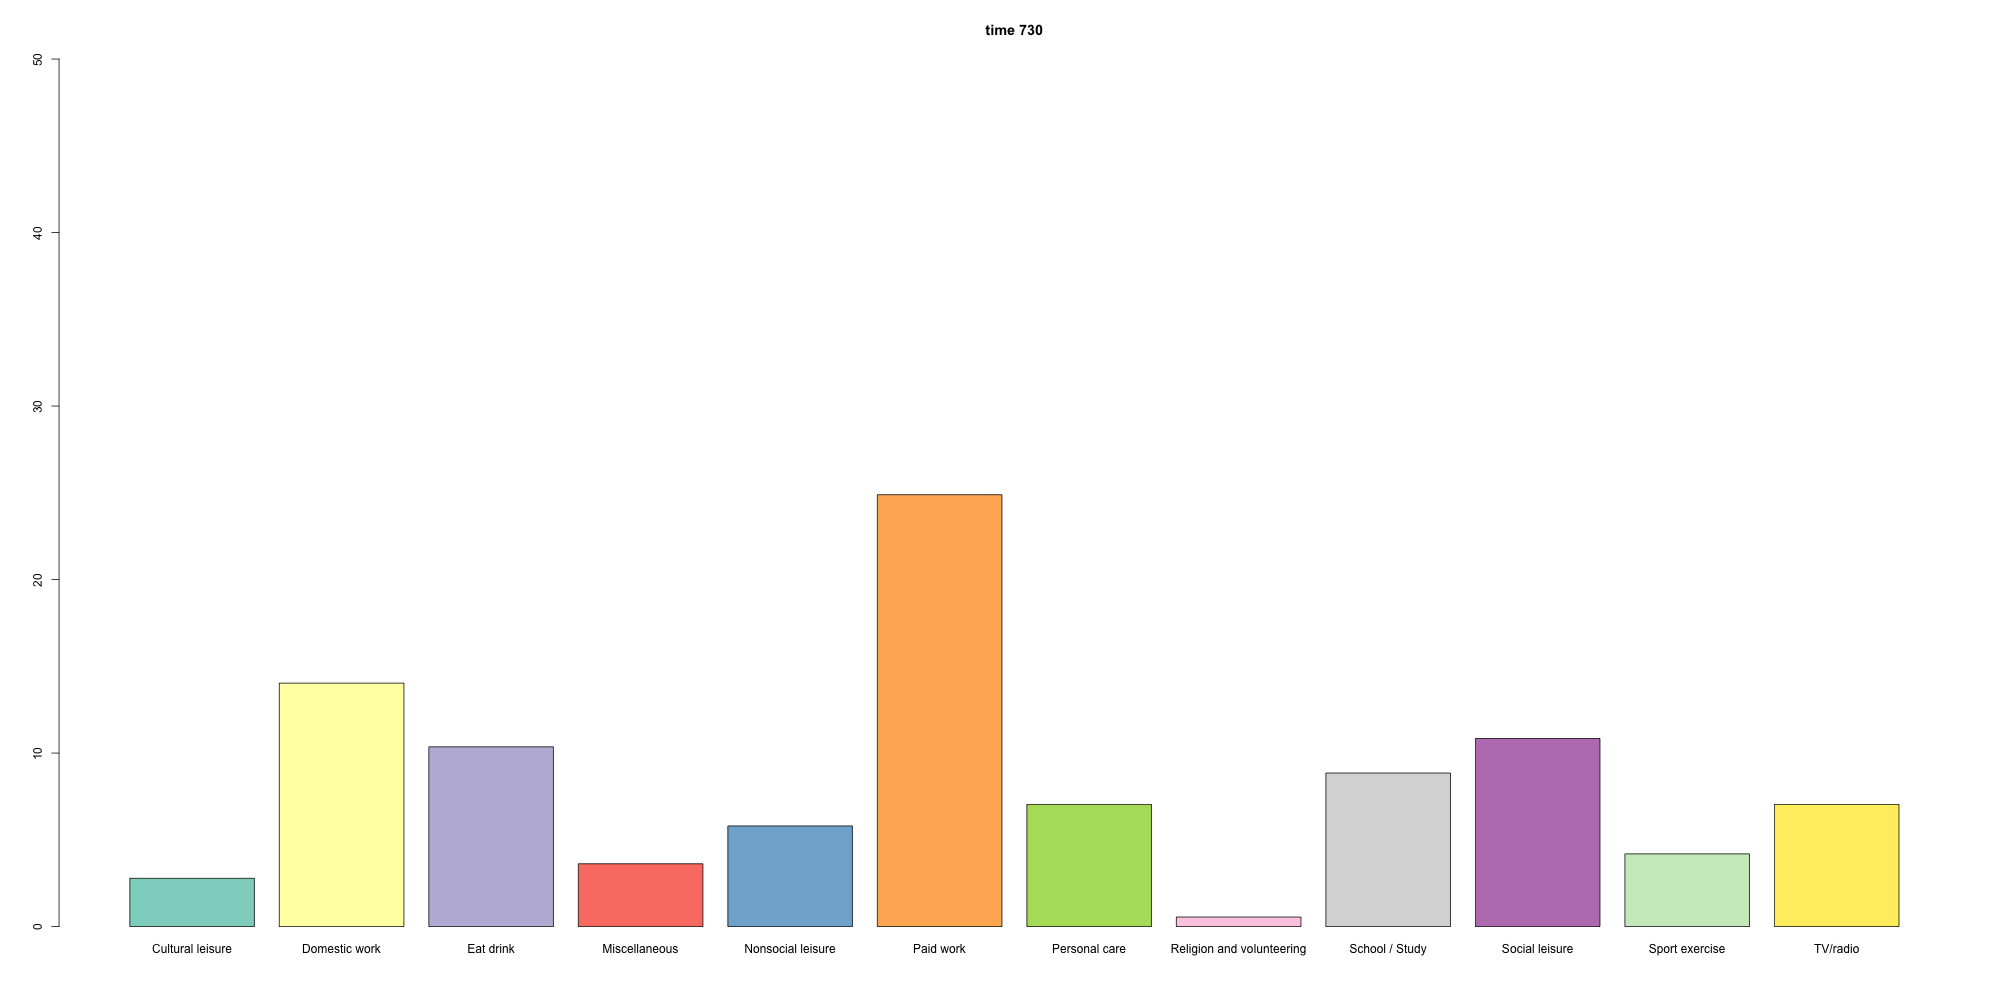 time 730
50
40
30
20
10
0
Cultural leisure
Domestic work
Eat drink
Miscellaneous
Nonsocial leisure
Paid work
Personal care
Religion and volunteering
School / Study
Social leisure
Sport exercise
TV/radio